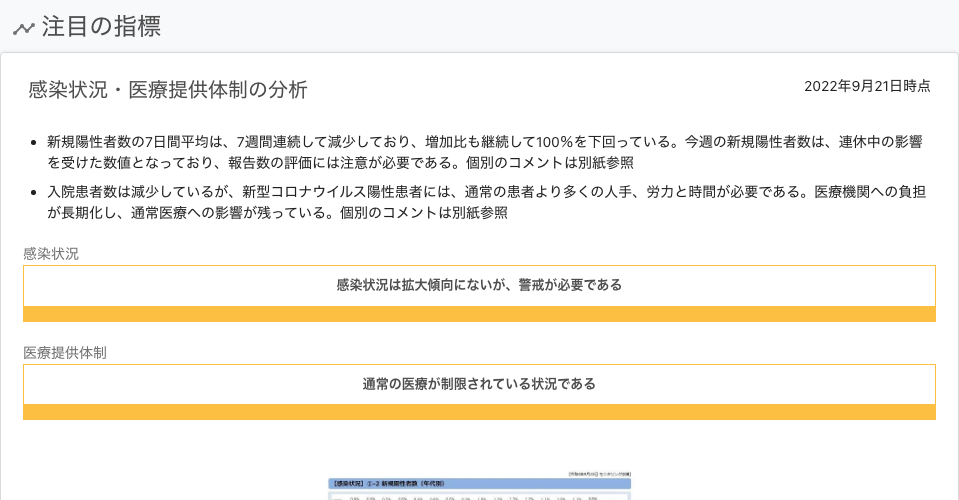 注目の指標
感染状況・医療提供体制の分析
2022年9月21日時点
新規陽性者数の7日間平均は、7週間連続して減少しており、増加比も継続して100％を下回っている。今週の新規陽性者数は、連休中の影響
を受けた数値となっており、報告数の評価には注意が必要である。個別のコメントは別紙参照
入院患者数は減少しているが、新型コロナウイルス陽性患者には、通常の患者より多くの人手、労力と時間が必要である。医療機関への負担
が長期化し、通常医療への影響が残っている。個別のコメントは別紙参照
感染状況
感染状況は拡大傾向にないが、警戒が必要である
医療提供体制
通常の医療が制限されている状況である
【感染状況】①-2 新規陽性者数（年代別）